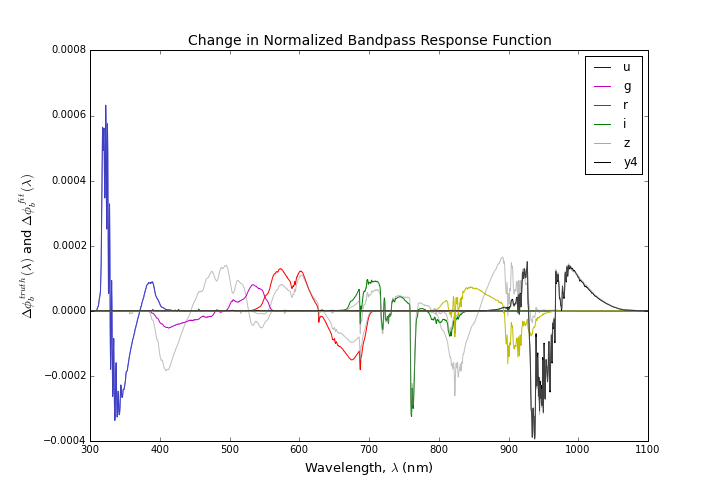 Change in Normalized Bandpass Response Function
0.0008
0.0006
0.0004
0.0002
0.0000
−0.0002
−0.0004
Δϕ_b^truth(λ) and Δϕ_b^fit(λ)
u
g
r
i
z
y4
300 400 500 600 700 800 900 1000 1100
Wavelength, λ (nm)